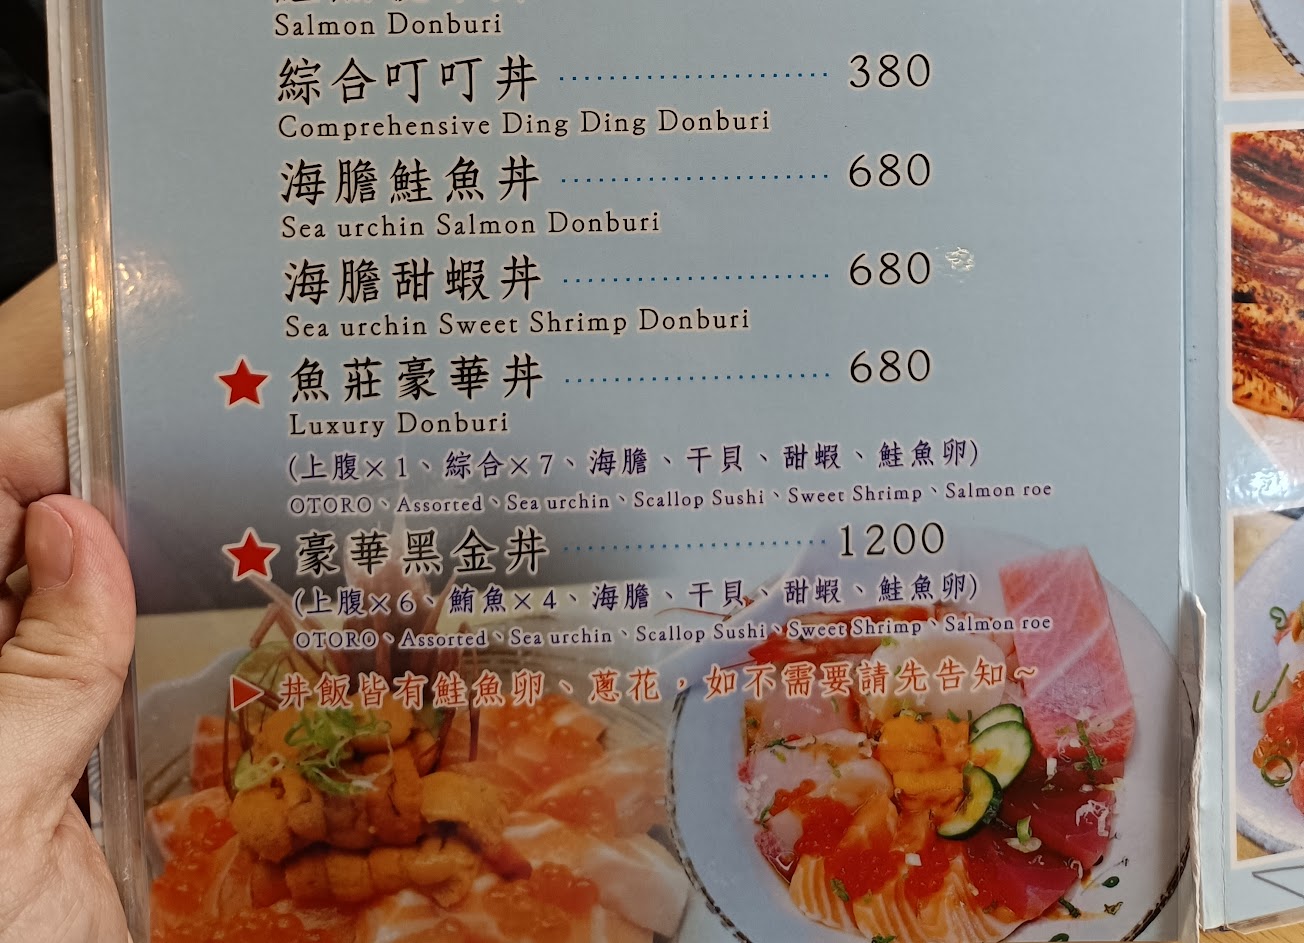 Salmon Donburi
綜合叮叮丼 380
Comprehensive Ding Ding Donburi
海膽鮭魚丼 680
Sea urchin Salmon Donburi
海膽甜蝦丼 680
Sea urchin Sweet Shrimp Donburi
魚莊豪華丼 680
Luxury Donburi
(上腹×1、綜合×7、海膽、干貝、甜蝦、鮭魚卵)
OTORO、Assorted、Sea urchin、Scallop Sushi、Sweet Shrimp、Salmon roe
豪華黑金丼 1200
(上腹×6、鮪魚×4、海膽、干貝、甜蝦、鮭魚卵)
OTORO、Assorted、Sea urchin、Scallop Sushi、Sweet Shrimp、Salmon roe
▶丼飯皆有鮭魚卵、蔥花，如不需要請先告知~